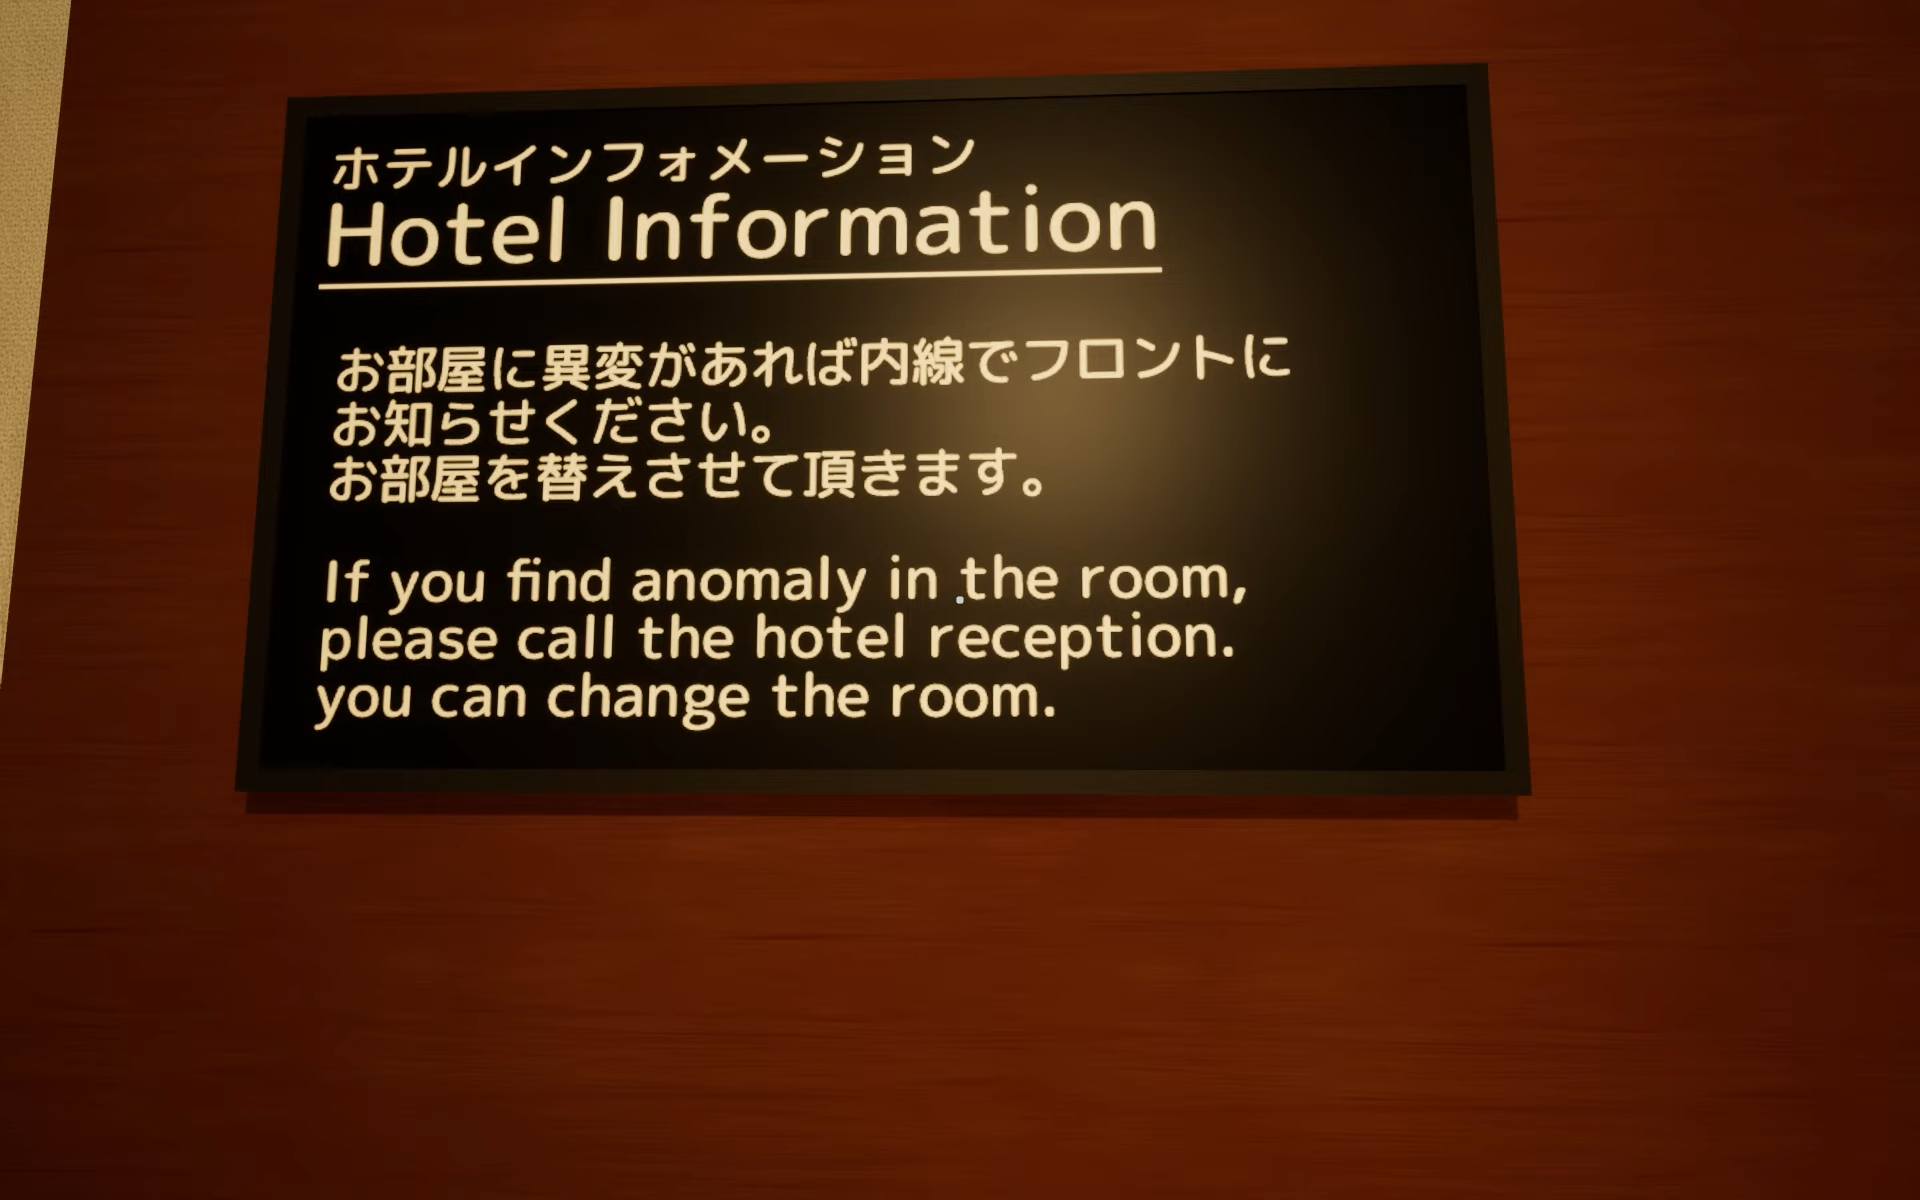 ホテルインフォメーション
Hotel Information
お部屋に異変があれば内線でフロントに
お知らせください。
お部屋を替えさせて頂きます。
If you find anomaly in the room,
please call the hotel reception.
you can change the room.